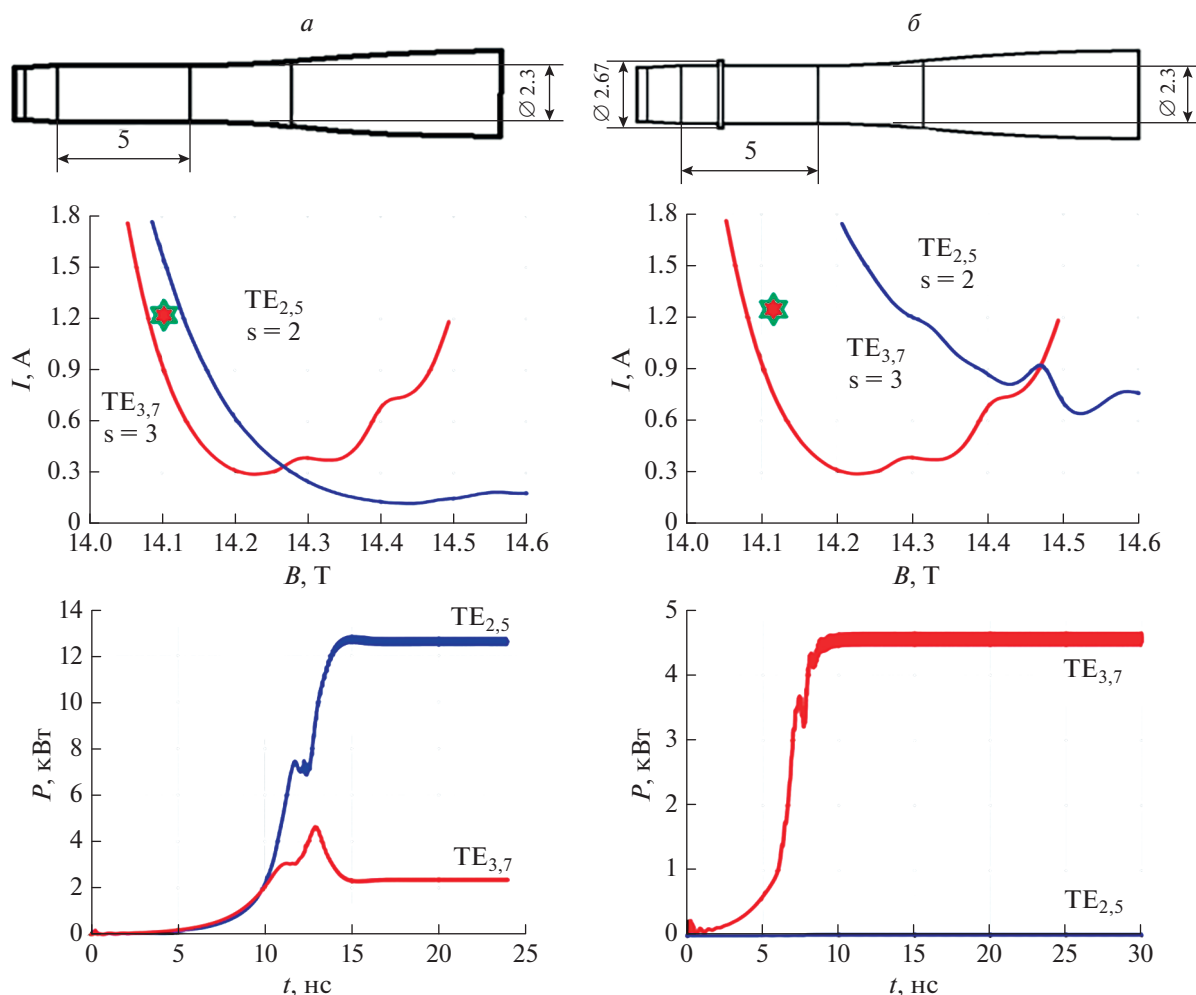 а
5
Ø 2.3
I, А
1.8
1.5
1.2
0.9
0.6
0.3
0
TE2,5
s = 2
TE3,7
s = 3
14.0 14.1 14.2 14.3 14.4 14.5 14.6
B, Т
P, кВт
14
12
10
8
6
4
2
0
TE2,5
TE3,7
0 5 10 15 20 25
t, нс
б
Ø 2.67
5
Ø 2.3
I, А
1.8
1.5
1.2
0.9
0.6
0.3
0
TE2,5
s = 2
TE3,7
s = 3
14.0 14.1 14.2 14.3 14.4 14.5 14.6
B, Т
P, кВт
5
4
3
2
1
0
TE3,7
TE2,5
0 5 10 15 20 25 30
t, нс